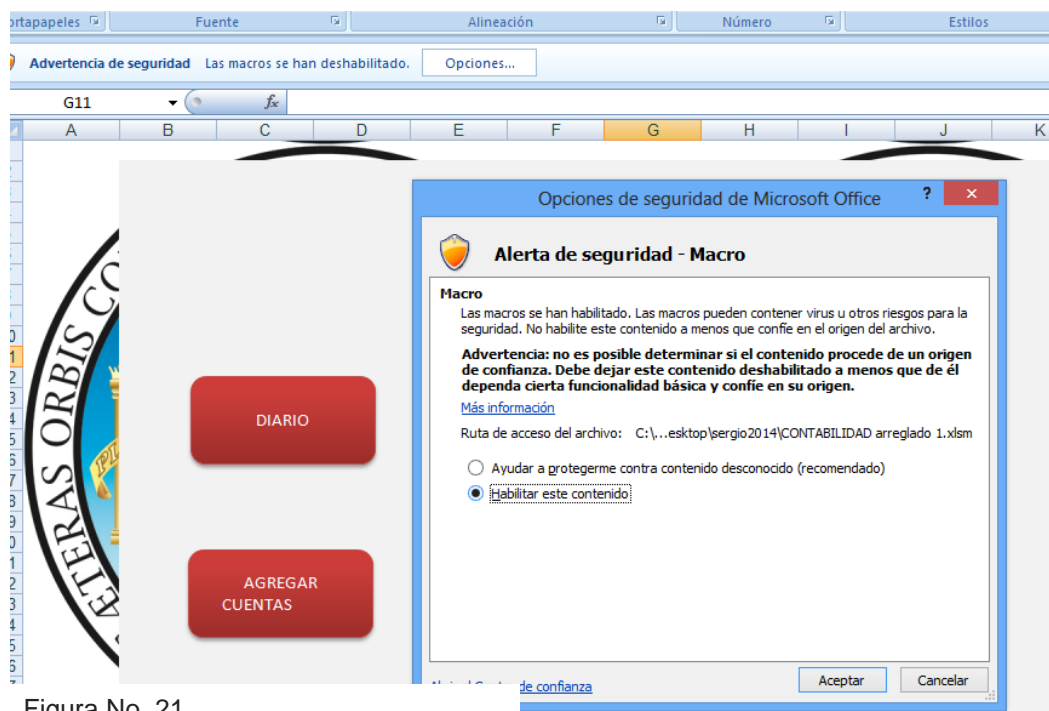 Fuente
Alineación
Número
Estilos
Advertencia de seguridad Las macros se han deshabilitado. Opciones...
G11 fx
A B C D E F G H I J K
Opciones de seguridad de Microsoft Office ? ×
Alerta de seguridad - Macro
Macro
Las macros se han habilitado. Las macros pueden contener virus u otros riesgos para la
seguridad. No habilite este contenido a menos que confíe en el origen del archivo.
Advertencia: no es posible determinar si el contenido procede de un origen
de confianza. Debe dejar este contenido deshabilitado a menos que de él
dependa cierta funcionalidad básica y confíe en su origen.
Más información
Ruta de acceso del archivo: C:\...esktop\sergio2014\CONTABILIDAD arreglado 1.xlsm
Ayudar a protegerme contra contenido desconocido (recomendado)
Habilitar este contenido
DIARIO
AGREGAR
CUENTAS
ORBIS
de confianza
Aceptar Cancelar
Figura No. 21